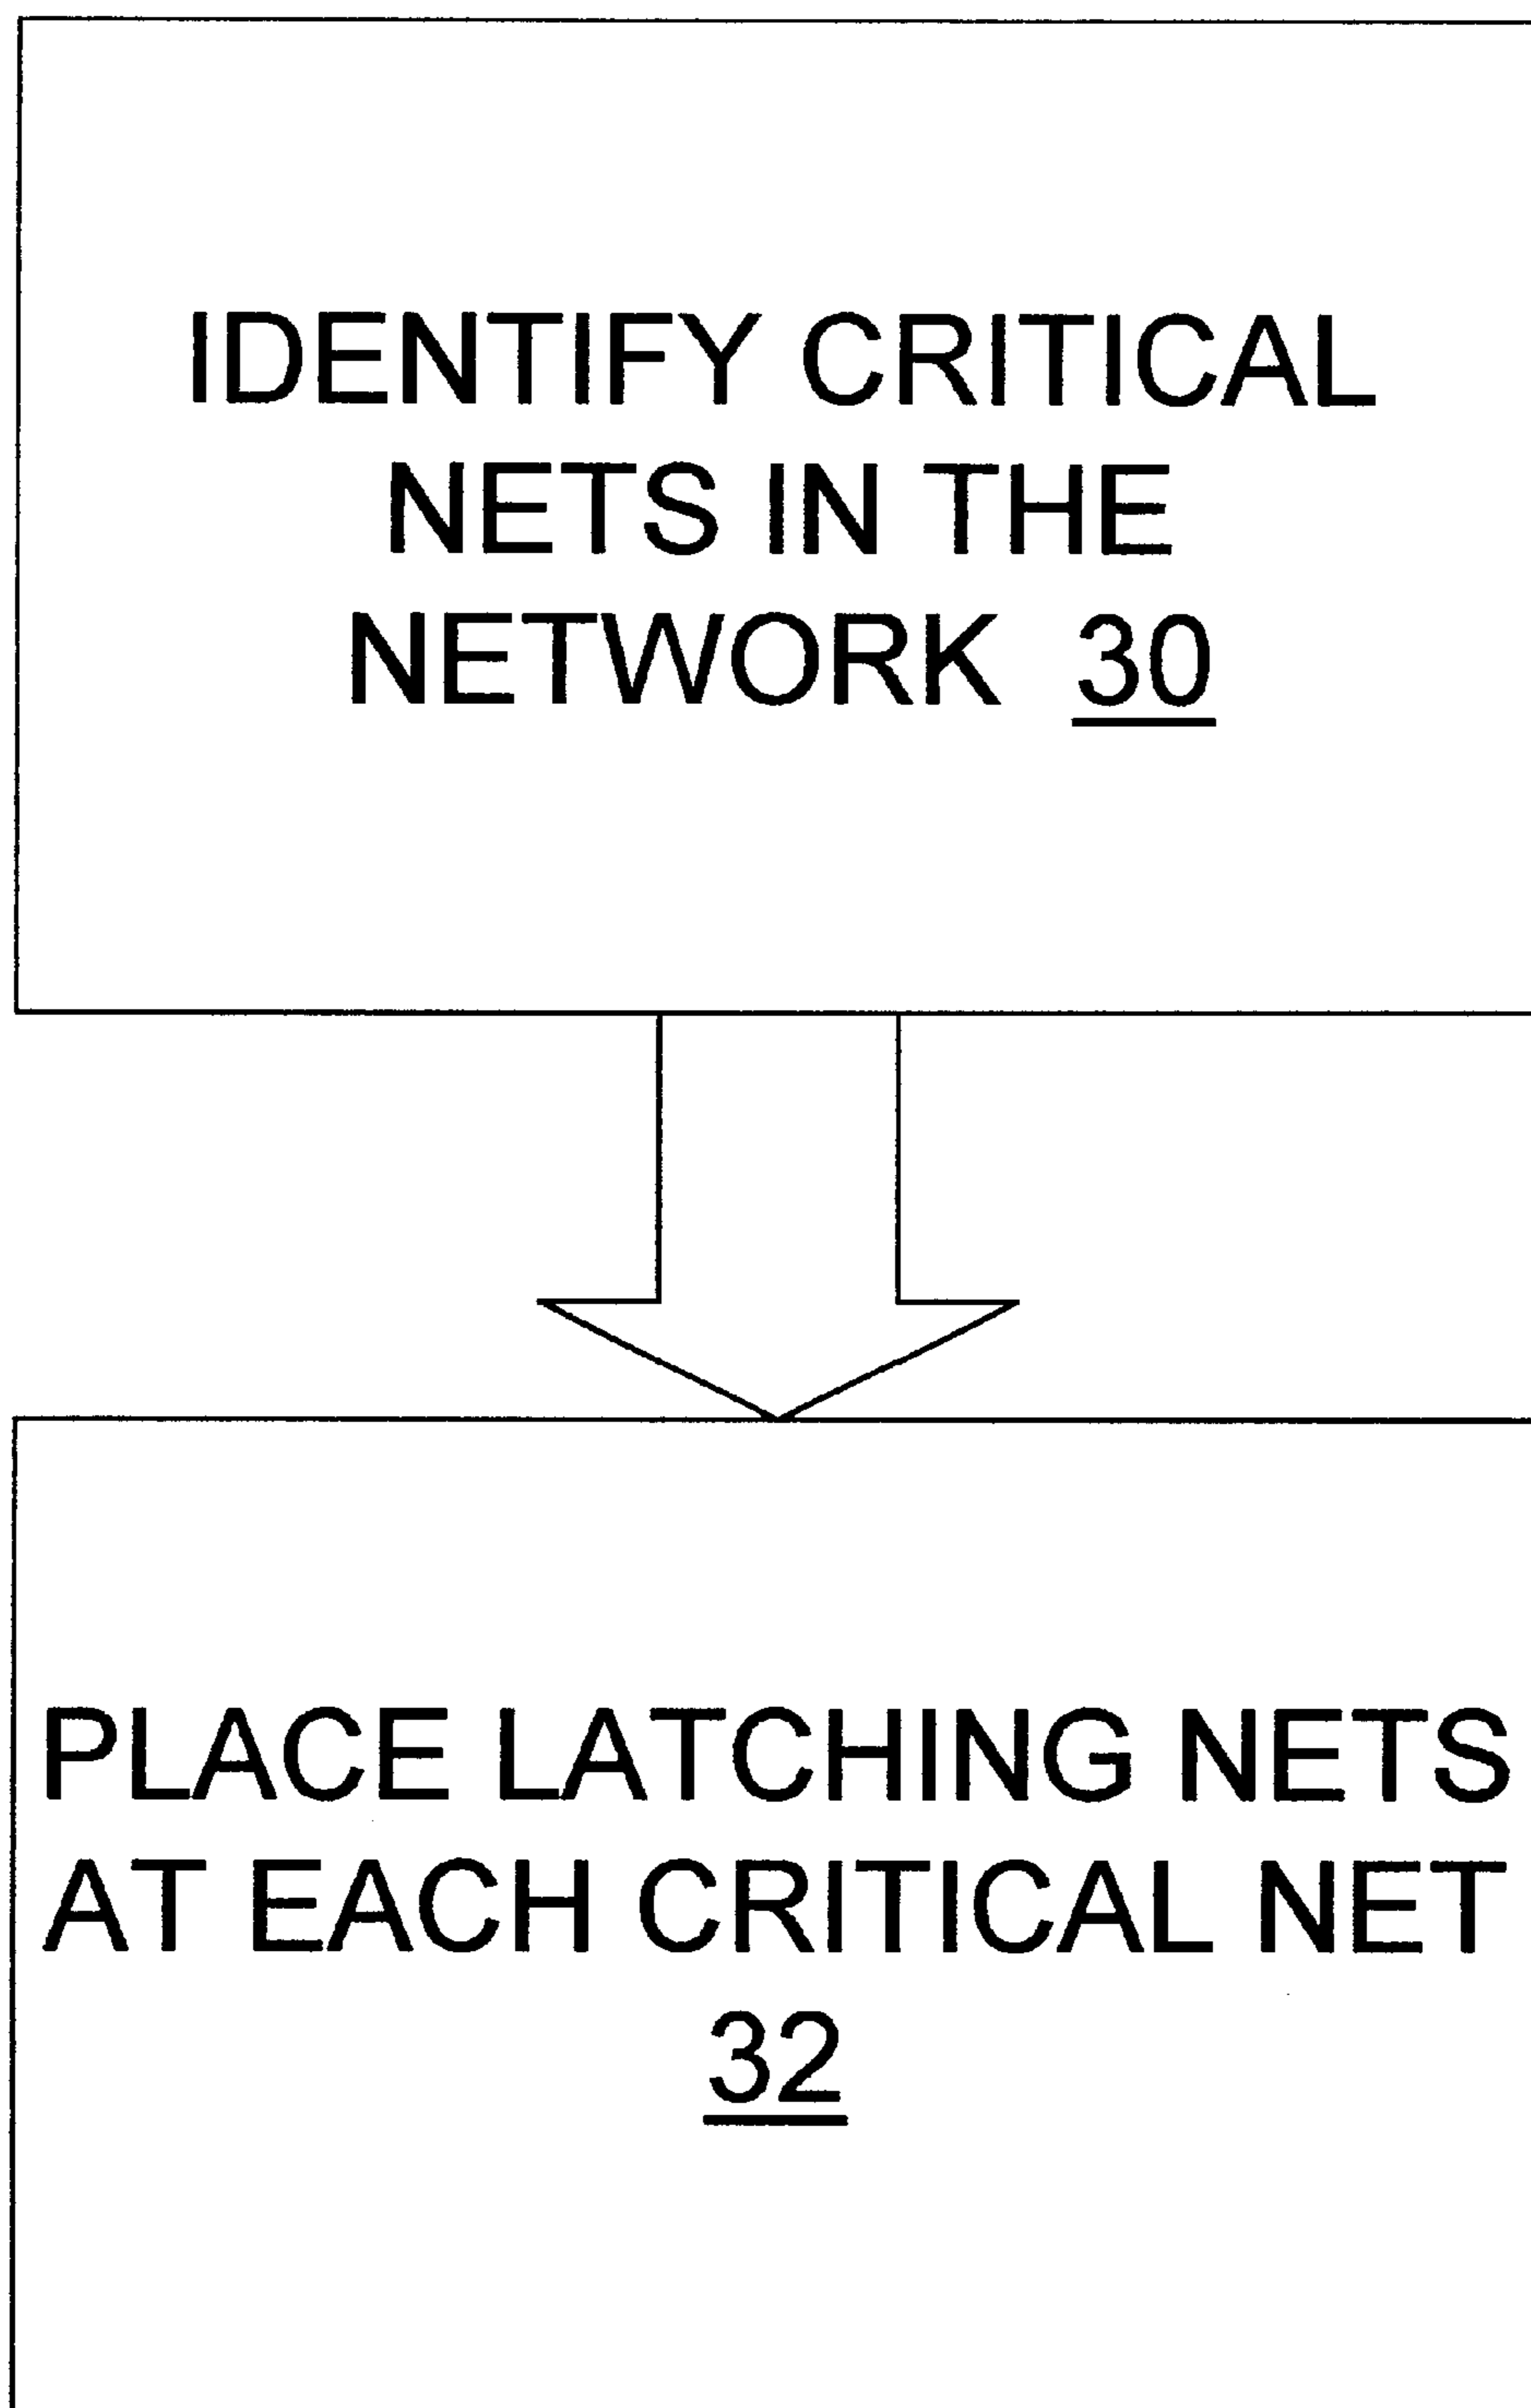 IDENTIFY CRITICAL
NETS IN THE
NETWORK 30
PLACE LATCHING NETS
AT EACH CRITICAL NET
32